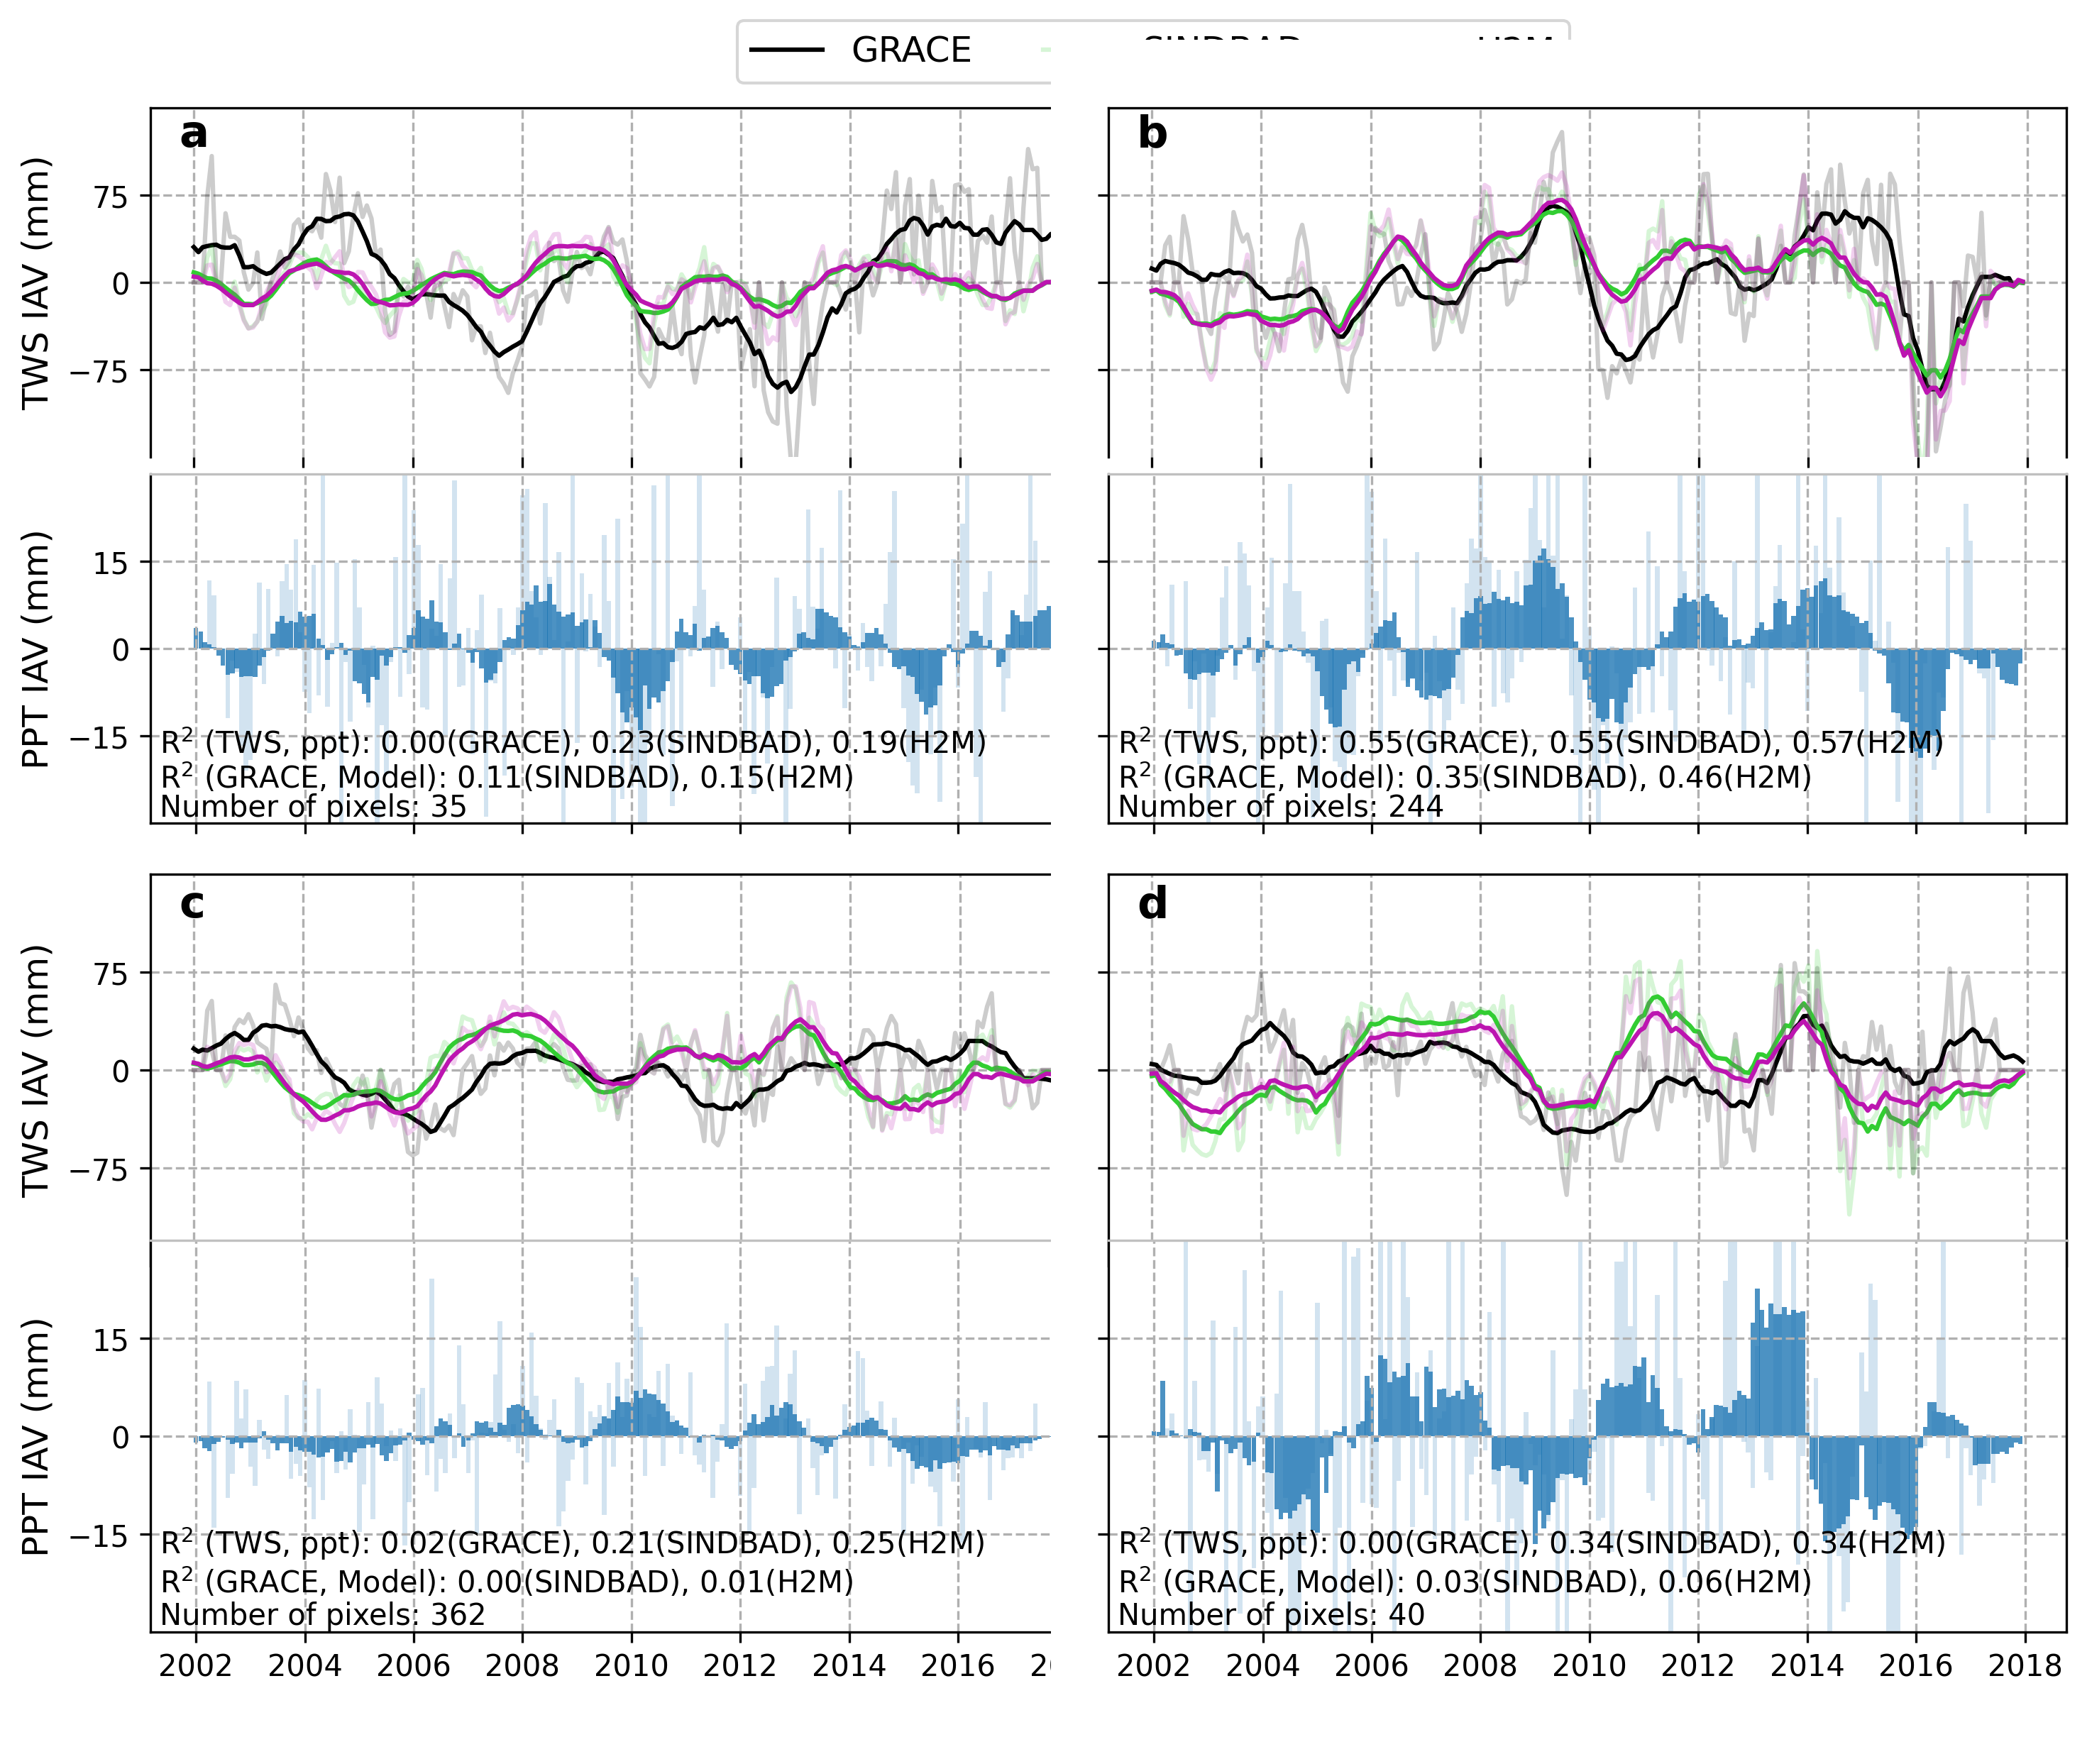 GRACE
a
b
TWS IAV (mm)
75
0
−75
PPT IAV (mm)
15
0
−15
R² (TWS, ppt): 0.00(GRACE), 0.23(SINDBAD), 0.19(H2M)
R² (GRACE, Model): 0.11(SINDBAD), 0.15(H2M)
Number of pixels: 35
R² (TWS, ppt): 0.55(GRACE), 0.55(SINDBAD), 0.57(H2M)
R² (GRACE, Model): 0.35(SINDBAD), 0.46(H2M)
Number of pixels: 244
c
d
TWS IAV (mm)
75
0
−75
PPT IAV (mm)
15
0
−15
R² (TWS, ppt): 0.02(GRACE), 0.21(SINDBAD), 0.25(H2M)
R² (GRACE, Model): 0.00(SINDBAD), 0.01(H2M)
Number of pixels: 362
R² (TWS, ppt): 0.00(GRACE), 0.34(SINDBAD), 0.34(H2M)
R² (GRACE, Model): 0.03(SINDBAD), 0.06(H2M)
Number of pixels: 40
2002 2004 2006 2008 2010 2012 2014 2016
2002 2004 2006 2008 2010 2012 2014 2016 2018